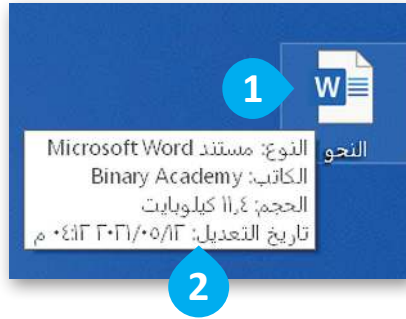 1
W
النحو
النوع: مستند Microsoft Word
الكاتب: Binary Academy
الحجم: ١١,٤ كيلوبايت
تاريخ التعديل: ٢٠٢١/٠٥/١٢ ٠٤:١٢ م
2